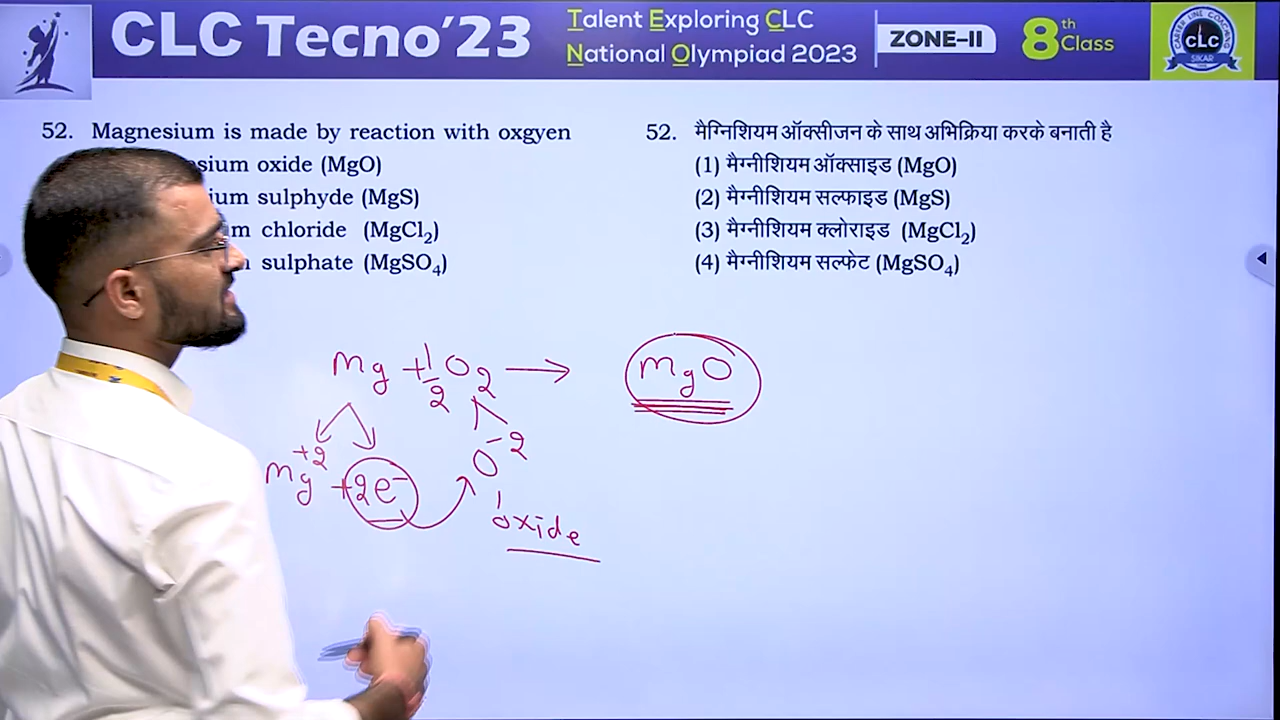 CLC Tecno'23
Talent Exploring CLC
National Olympiad 2023
ZONE-II
8th Class
CAREER LINE COACHING
CLC
SIKAR
52. Magnesium is made by reaction with oxgyen
sium oxide (MgO)
ium sulphyde (MgS)
m chloride (MgCl2)
sulphate (MgSO4)
52. मैग्निशियम ऑक्सीजन के साथ अभिक्रिया करके बनाती है
(1) मैग्नीशियम ऑक्साइड (MgO)
(2) मैग्नीशियम सल्फाइड (MgS)
(3) मैग्नीशियम क्लोराइड (MgCl2)
(4) मैग्नीशियम सल्फेट (MgSO4)
Mg + 1/2 O2 → MgO
Mg+2 + 2e-
O-2
oxide